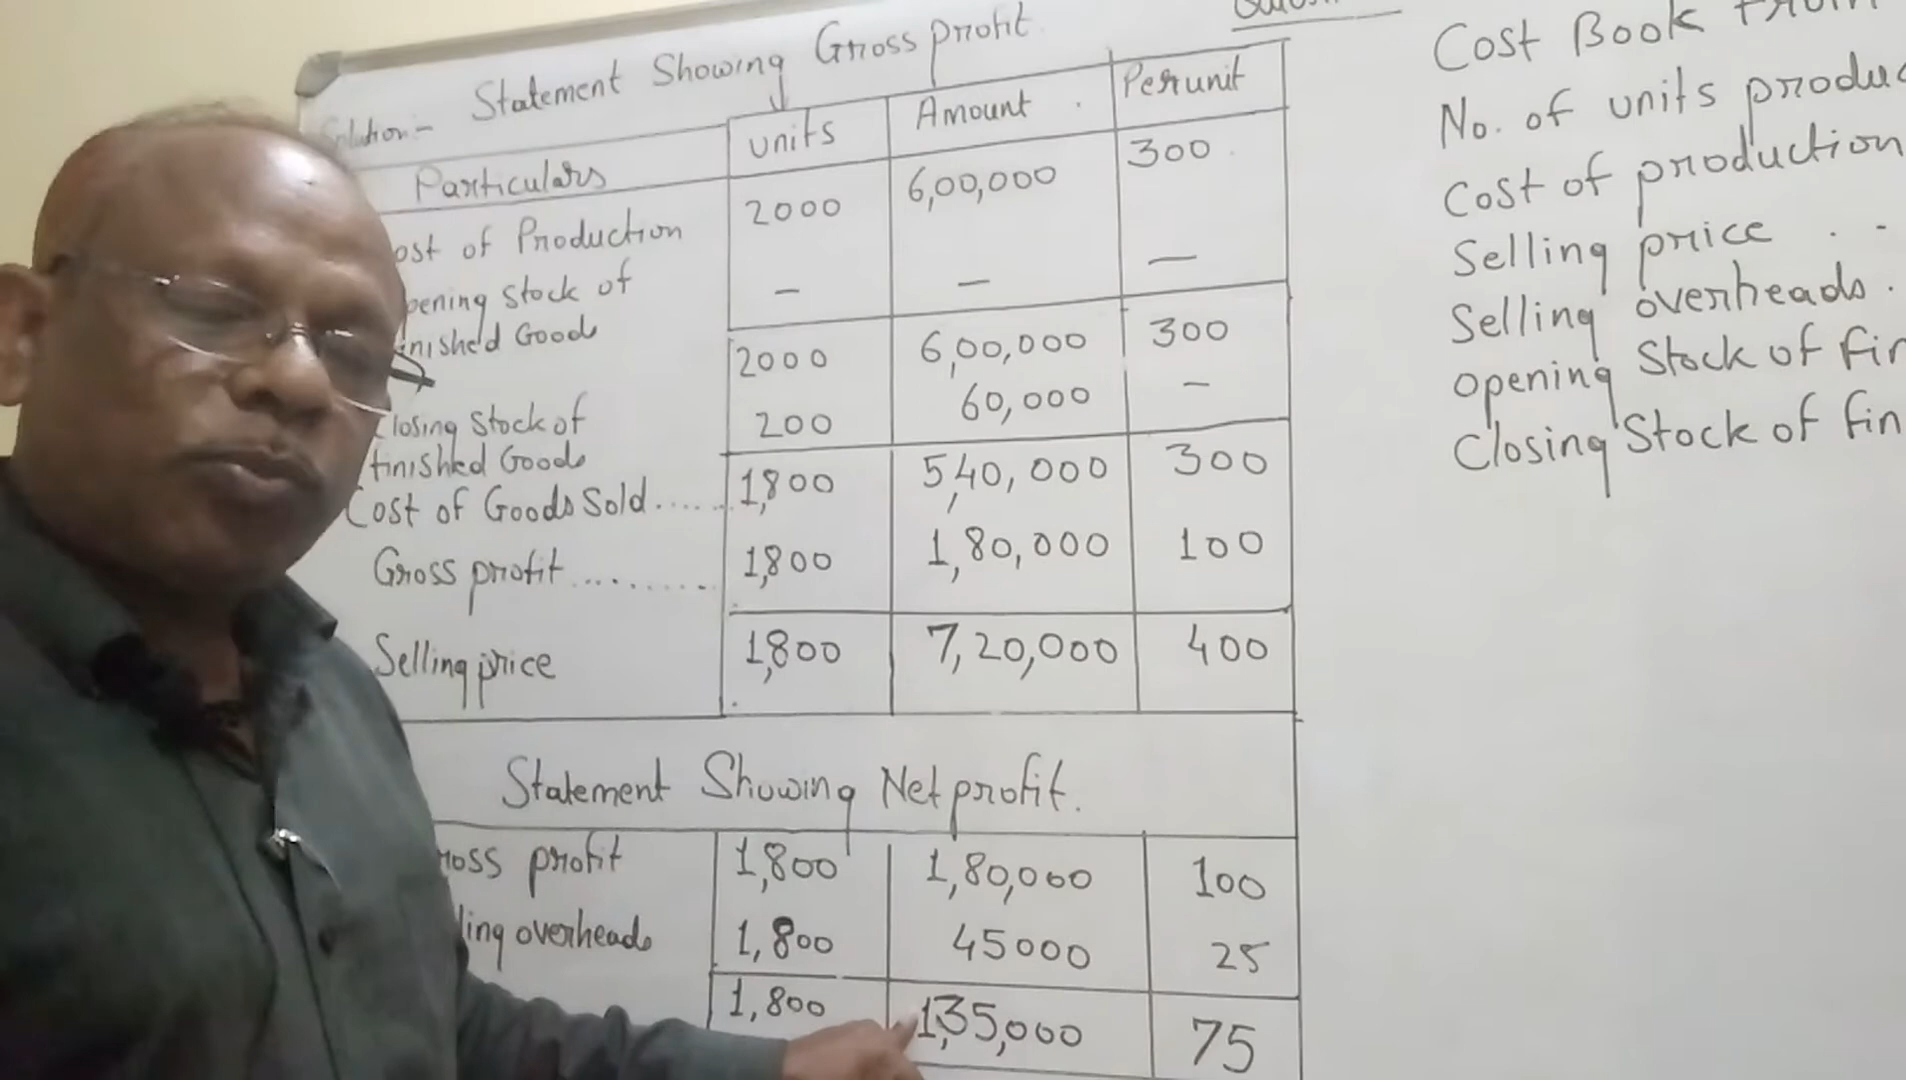 Statement Showing Gross profit
Solution:-
Particulars units Amount Per unit
ost of Production 2000 6,00,000 300
pening Stock of
nished Goods — — —
2000 6,00,000 300
losing Stock of
finished Goods 200 60,000 —
Cost of Goods Sold...... 1,800 5,40,000 300
Gross profit.......... 1,800 1,80,000 100
Selling price 1,800 7,20,000 400
Statement Showing Net profit.
ross profit 1,800 1,80,000 100
ling overheads 1,800 45000 25
1,800 1,35,000 75
Cost Book From
No. of units produc
Cost of production
Selling price . .
Selling overheads .
opening Stock of fin
Closing Stock of fin